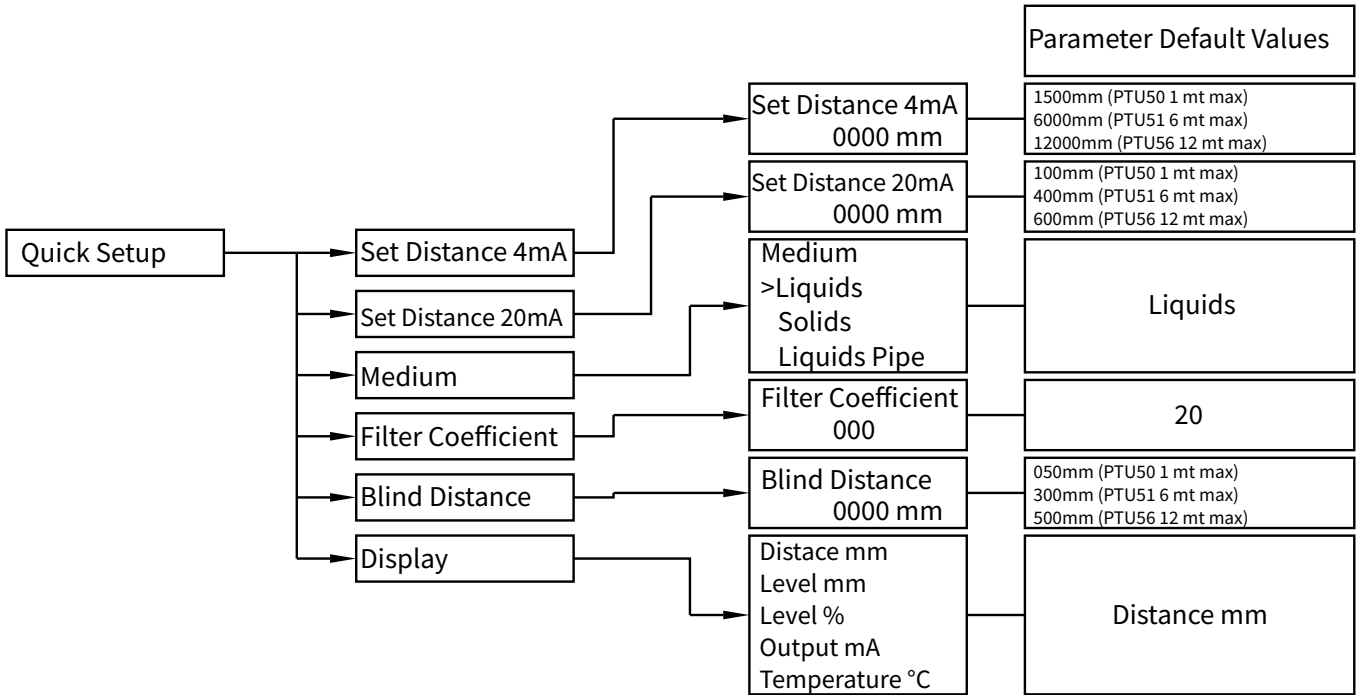 Parameter Default Values
Set Distance 4mA
0000 mm
1500mm (PTU50 1 mt max)
6000mm (PTU51 6 mt max)
12000mm (PTU56 12 mt max)
Set Distance 20mA
0000 mm
100mm (PTU50 1 mt max)
400mm (PTU51 6 mt max)
600mm (PTU56 12 mt max)
Quick Setup
Set Distance 4mA
Set Distance 20mA
Medium
Filter Coefficient
Blind Distance
Display
Medium
>Liquids
Solids
Liquids Pipe
Liquids
Filter Coefficient
000
20
Blind Distance
0000 mm
050mm (PTU50 1 mt max)
300mm (PTU51 6 mt max)
500mm (PTU56 12 mt max)
Distace mm
Level mm
Level %
Output mA
Temperature °C
Distance mm